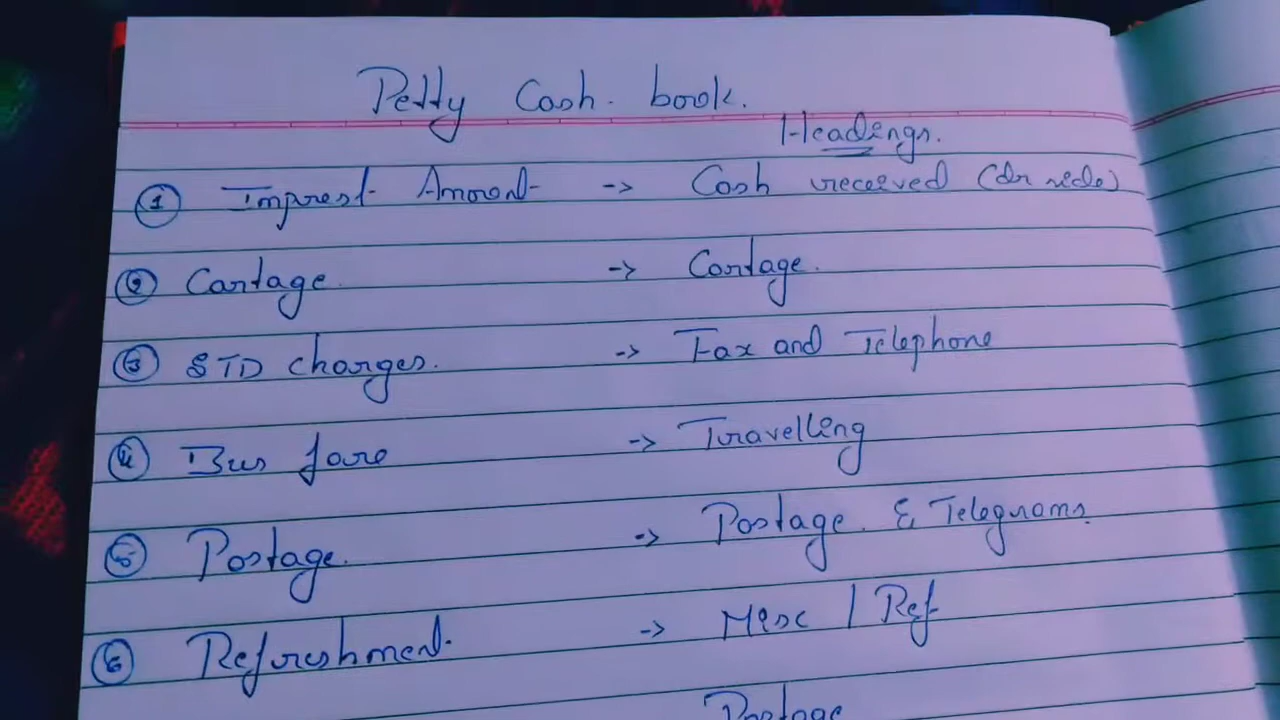 Petty Cash. book.
Headings.
① Imprest Amount -> Cash received (dr side)
② Cartage. -> Cartage.
③ STD charges. -> Fax and Telephone
④ Bus fare -> Travelling
⑤ Postage. -> Postage & Telegrams.
⑥ Refreshment. -> Misc / Ref
Postage